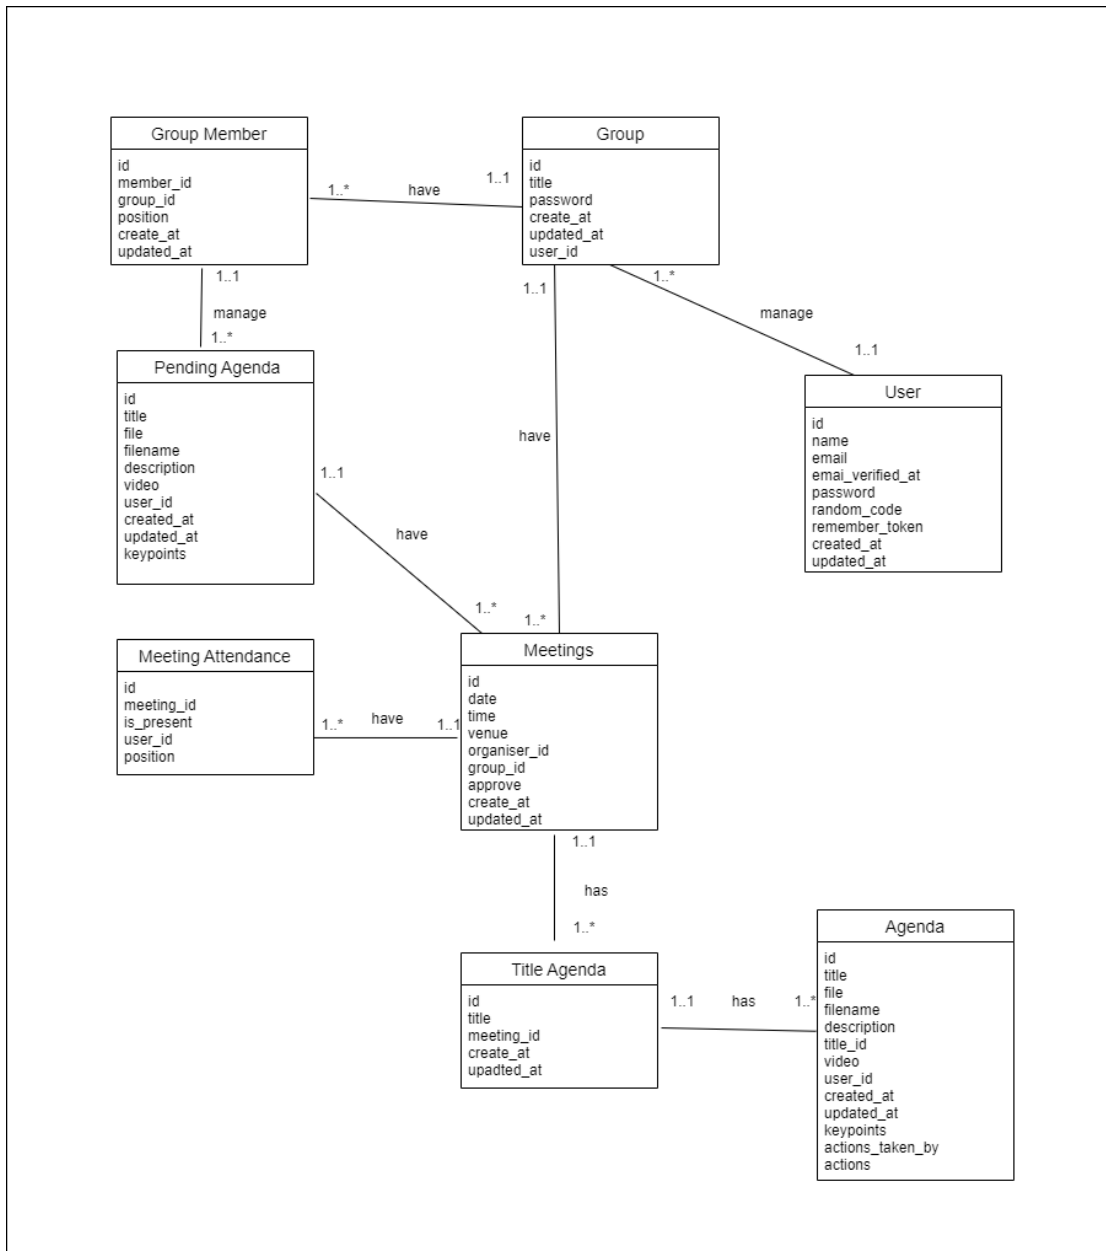 Group Member
id
member_id
group_id
position
create_at
updated_at
Group
id
title
password
create_at
updated_at
user_id
1..*
have
1..1
1..1
manage
1..*
1..1
1..*
manage
1..1
Pending Agenda
id
title
file
filename
description
video
user_id
created_at
updated_at
keypoints
User
id
name
email
emai_verified_at
password
random_code
remember_token
created_at
updated_at
have
1..1
have
1..*
1..*
Meeting Attendance
id
meeting_id
is_present
user_id
position
Meetings
id
date
time
venue
organiser_id
group_id
approve
create_at
updated_at
1..*
have
1..1
1..1
has
1..*
Title Agenda
id
title
meeting_id
create_at
upadted_at
1..1
has
1..*
Agenda
id
title
file
filename
description
title_id
video
user_id
created_at
updated_at
keypoints
actions_taken_by
actions